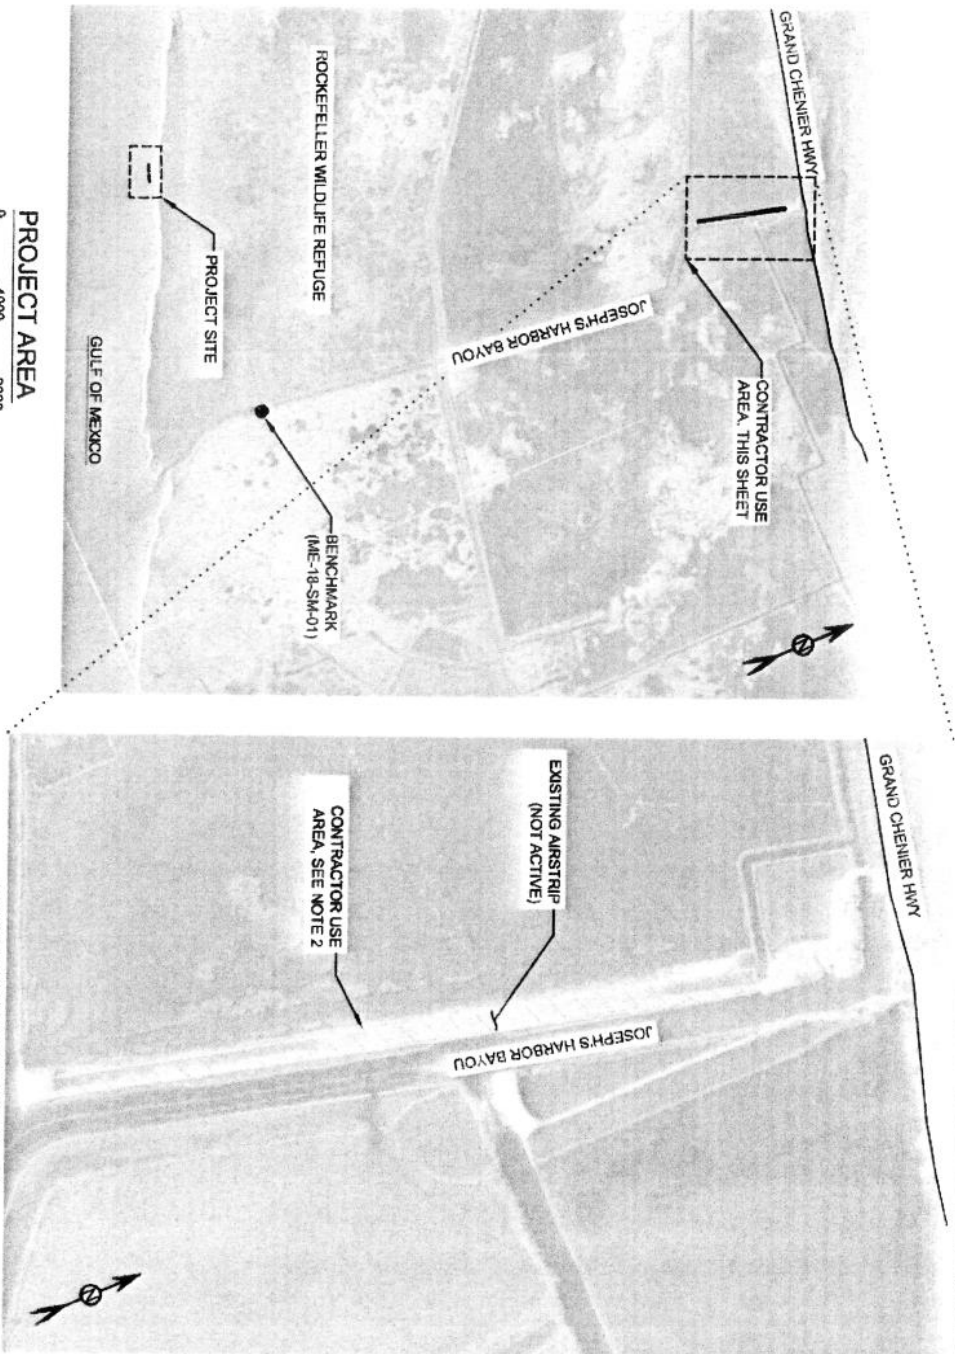 GRAND CHENIER HWY
ROCKEFELLER WILDLIFE REFUGE
JOSEPH'S HARBOR BAYOU
CONTRACTOR USE
AREA, THIS SHEET
PROJECT SITE
BENCHMARK
(ME-18-SM-01)
GULF OF MEXICO
N
PROJECT AREA
0
GRAND CHENIER HWY
EXISTING AIRSTRIP
(NOT ACTIVE)
JOSEPH'S HARBOR BAYOU
CONTRACTOR USE
AREA, SEE NOTE 2
N